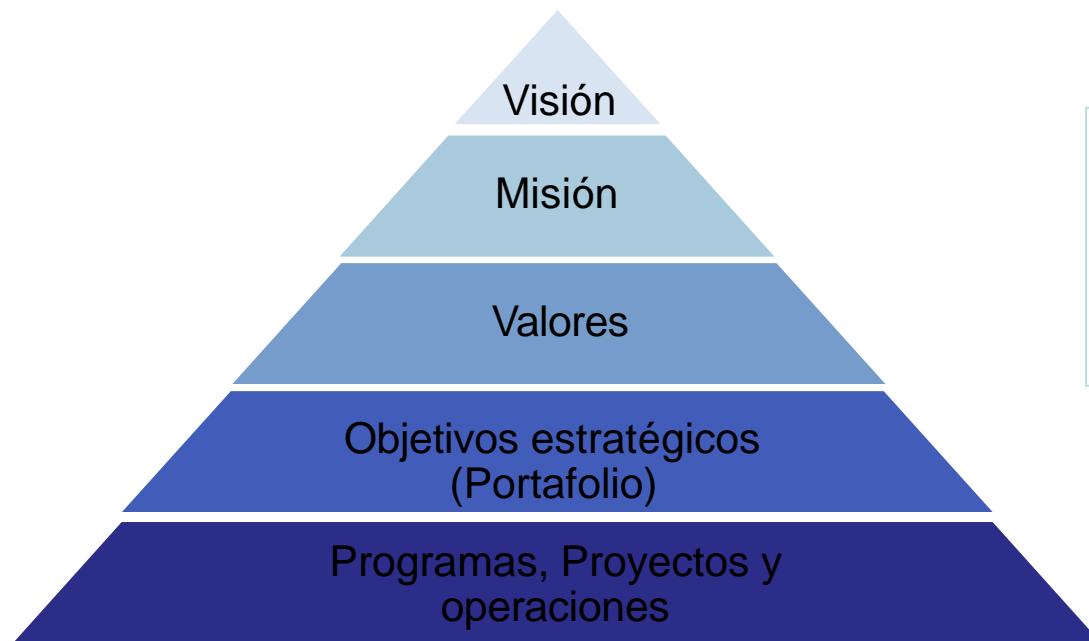 Visión
Misión
Valores
Objetivos estratégicos
(Portafolio)
Programas, Proyectos y
operaciones